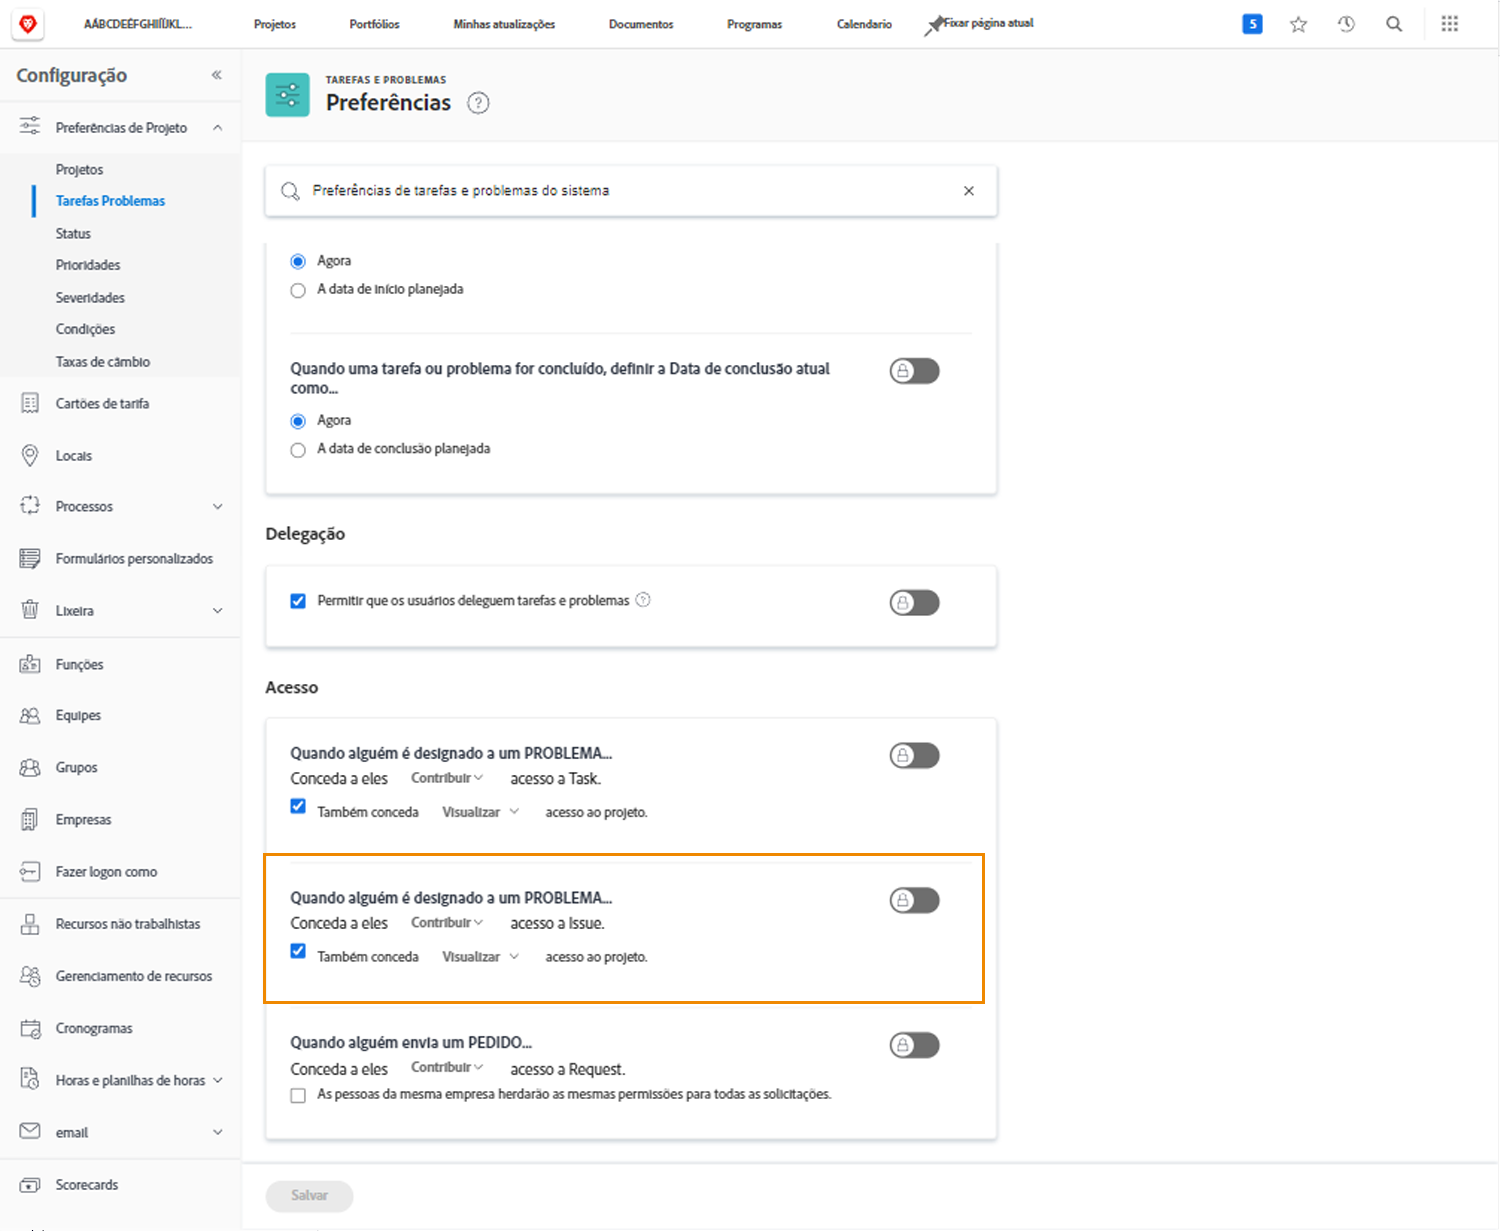 AÁBCDEÉFGHIÍÏJKL...
Projetos
Portfólios
Minhas atualizações
Documentos
Programas
Calendario
Fixar página atual
5
Configuração
Preferências de Projeto
Projetos
Tarefas Problemas
Status
Prioridades
Severidades
Condições
Taxas de câmbio
Cartões de tarifa
Locais
Processos
Formulários personalizados
Lixeira
Funções
Equipes
Grupos
Empresas
Fazer logon como
Recursos não trabalhistas
Gerenciamento de recursos
Cronogramas
Horas e planilhas de horas
email
Scorecards
TAREFAS E PROBLEMAS
Preferências
Preferências de tarefas e problemas do sistema
Agora
A data de início planejada
Quando uma tarefa ou problema for concluído, definir a Data de conclusão atual
como...
Agora
A data de conclusão planejada
Delegação
Permitir que os usuários deleguem tarefas e problemas
Acesso
Quando alguém é designado a um PROBLEMA...
Conceda a eles Contribuir acesso a Task.
Também conceda Visualizar acesso ao projeto.
Quando alguém é designado a um PROBLEMA...
Conceda a eles Contribuir acesso a Issue.
Também conceda Visualizar acesso ao projeto.
Quando alguém envia um PEDIDO...
Conceda a eles Contribuir acesso a Request.
As pessoas da mesma empresa herdarão as mesmas permissões para todas as solicitações.
Salvar